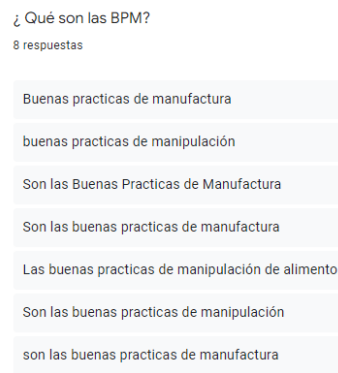 ¿ Qué son las BPM?
8 respuestas
Buenas practicas de manufactura
buenas practicas de manipulación
Son las Buenas Practicas de Manufactura
Son las buenas practicas de manufactura
Las buenas practicas de manipulación de alimento
Son las buenas practicas de manipulación
son las buenas practicas de manufactura